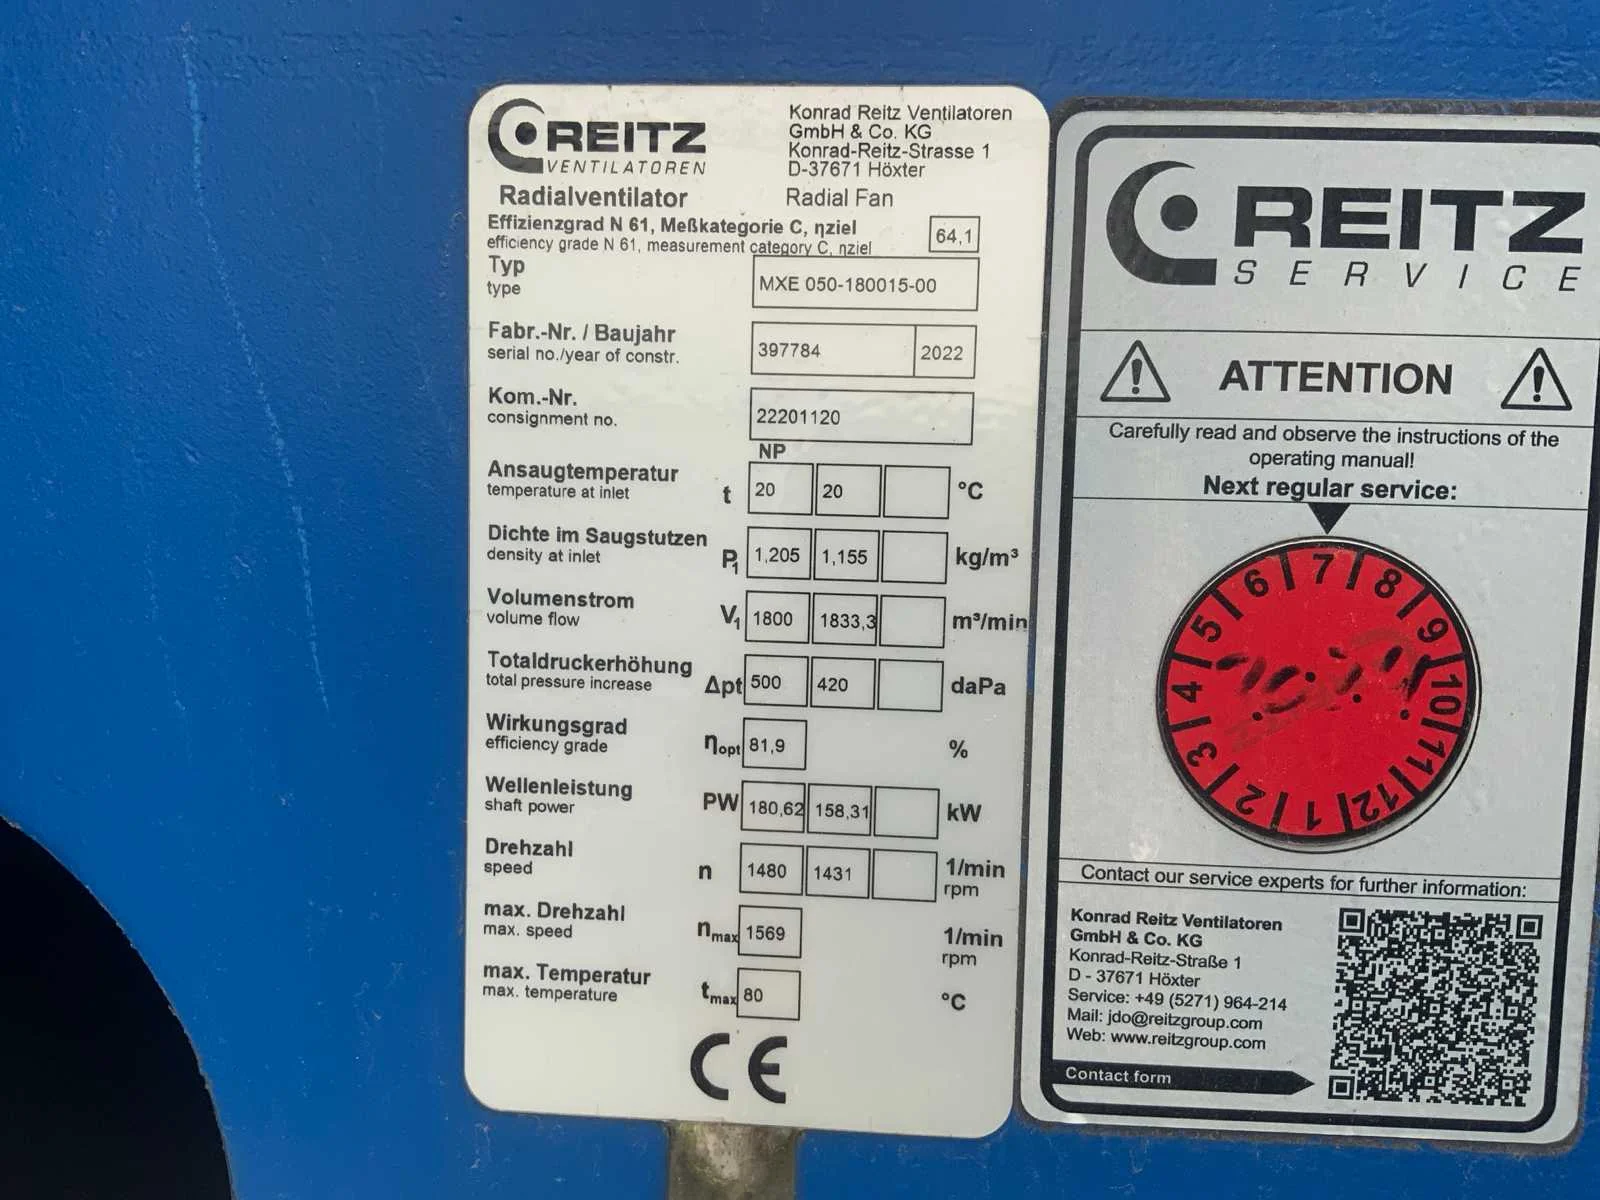 REITZ
VENTILATOREN
Konrad Reitz Ventilatoren
GmbH & Co. KG
Konrad-Reitz-Strasse 1
D-37671 Höxter
Radialventilator Radial Fan
Effizienzgrad N 61, Meßkategorie C, ηziel 64,1
efficiency grade N 61, measurement category C, ηziel
Typ MXE 050-180015-00
type
Fabr.-Nr. / Baujahr 397784 2022
serial no./year of constr.
Kom.-Nr. 22201120
consignment no.
NP
Ansaugtemperatur t 20 20 °C
temperature at inlet
Dichte im Saugstutzen P1 1,205 1,155 kg/m³
density at inlet
Volumenstrom V1 1800 1833,3 m³/min
volume flow
Totaldruckerhöhung Δpt 500 420 daPa
total pressure increase
Wirkungsgrad ηopt 81,9 %
efficiency grade
Wellenleistung PW 180,62 158,31 kW
shaft power
Drehzahl n 1480 1431 1/min
speed rpm
max. Drehzahl nmax 1569 1/min
max. speed rpm
max. Temperatur tmax 80 °C
max. temperature
CE
REITZ
SERVICE
ATTENTION
Carefully read and observe the instructions of the
operating manual!
Next regular service:
1 2 3 4 5 6 7 8 9 10 11 12
Contact our service experts for further information:
Konrad Reitz Ventilatoren
GmbH & Co. KG
Konrad-Reitz-Straße 1
D - 37671 Höxter
Service: +49 (5271) 964-214
Mail: jdo@reitzgroup.com
Web: www.reitzgroup.com
Contact form